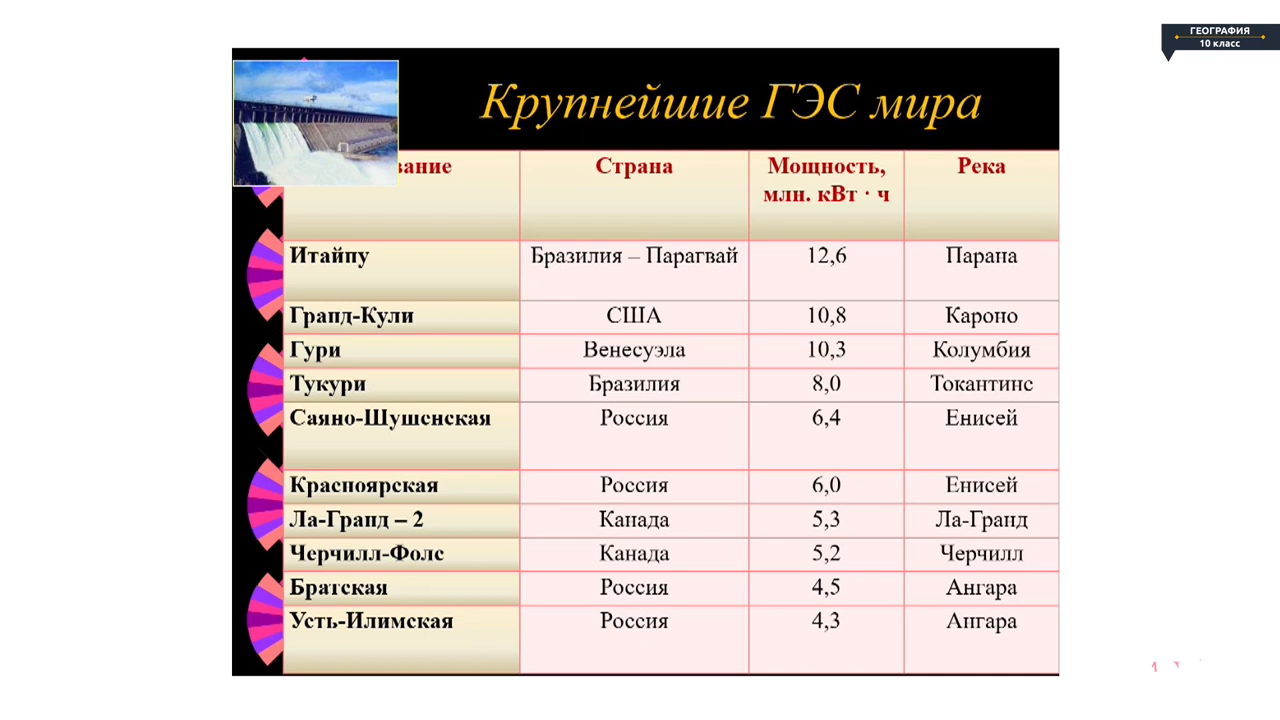 ГЕОГРАФИЯ
10 класс
Крупнейшие ГЭС мира
вание Страна Мощность, млн. кВт · ч Река
Итайпу Бразилия – Парагвай 12,6 Парана
Гранд-Кули США 10,8 Кароно
Гури Венесуэла 10,3 Колумбия
Тукури Бразилия 8,0 Токантинс
Саяно-Шушенская Россия 6,4 Енисей
Красноярская Россия 6,0 Енисей
Ла-Гранд – 2 Канада 5,3 Ла-Гранд
Черчилл-Фолс Канада 5,2 Черчилл
Братская Россия 4,5 Ангара
Усть-Илимская Россия 4,3 Ангара